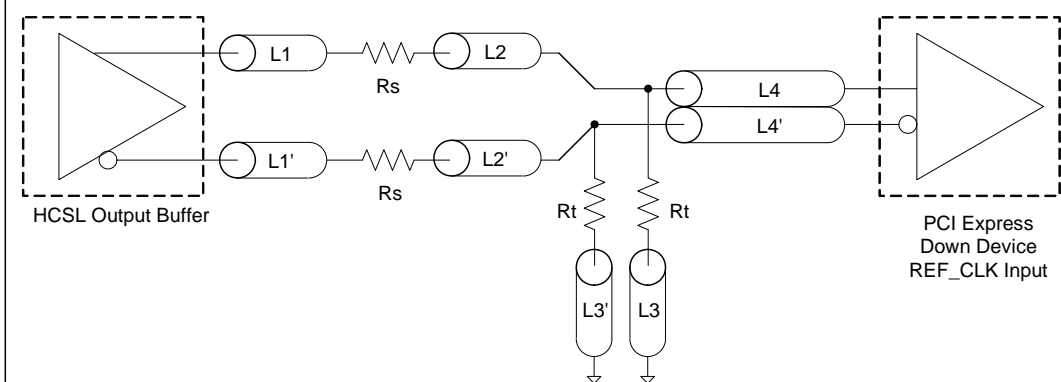 L1
Rs
L2
L4
L4'
L1'
Rs
L2'
HCSL Output Buffer
Rt
Rt
L3'
L3
PCI Express
Down Device
REF_CLK Input